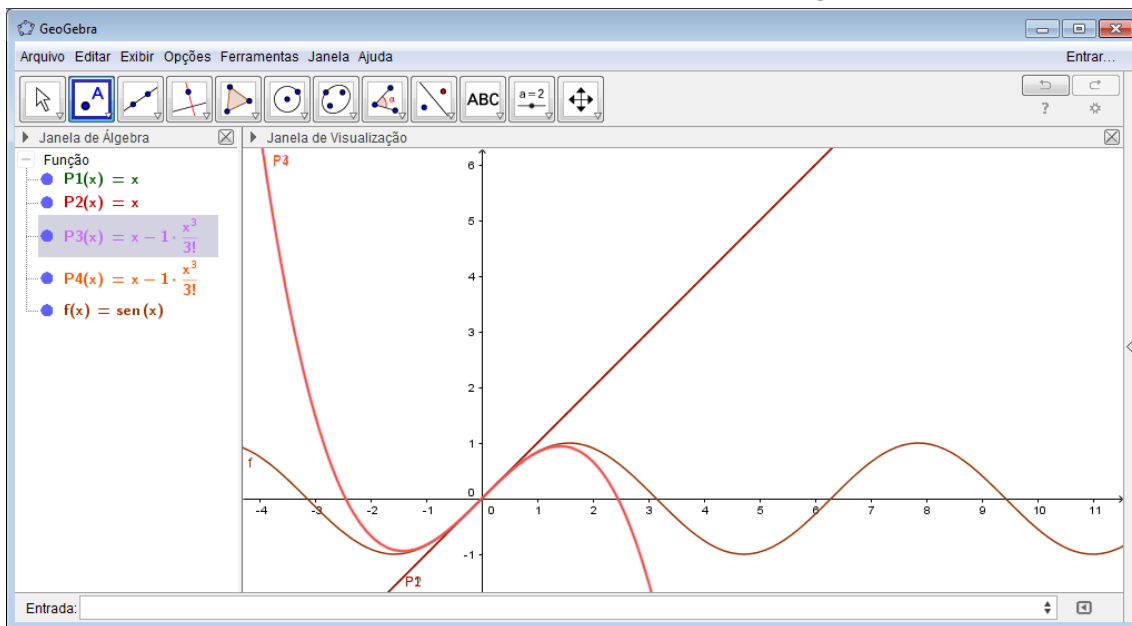 GeoGebra
Arquivo Editar Exibir Opções Ferramentas Janela Ajuda Entrar...
A ABC a=2 ?
Janela de Álgebra
Janela de Visualização
Função
P1(x) = x
P2(x) = x
P3(x) = x − 1 · x³/3!
P4(x) = x − 1 · x³/3!
f(x) = sen (x)
6
5
4
3
2
1
0
-1
-4 -3 -2 -1 0 1 2 3 4 5 6 7 8 9 10 11
f
Entrada: